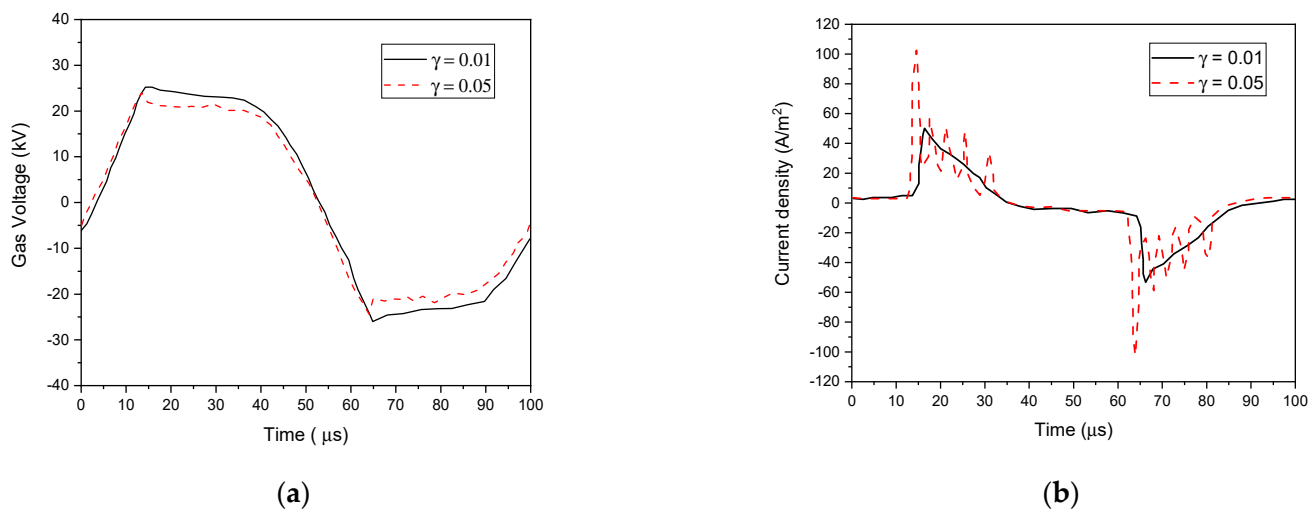 40
30
20
10
0
-10
-20
-30
-40
Gas Voltage (kV)
γ = 0.01
γ = 0.05
0 10 20 30 40 50 60 70 80 90 100
Time ( μs)
(a)
120
100
80
60
40
20
0
-20
-40
-60
-80
-100
-120
Current density (A/m²)
γ = 0.01
γ = 0.05
0 10 20 30 40 50 60 70 80 90 100
Time (μs)
(b)